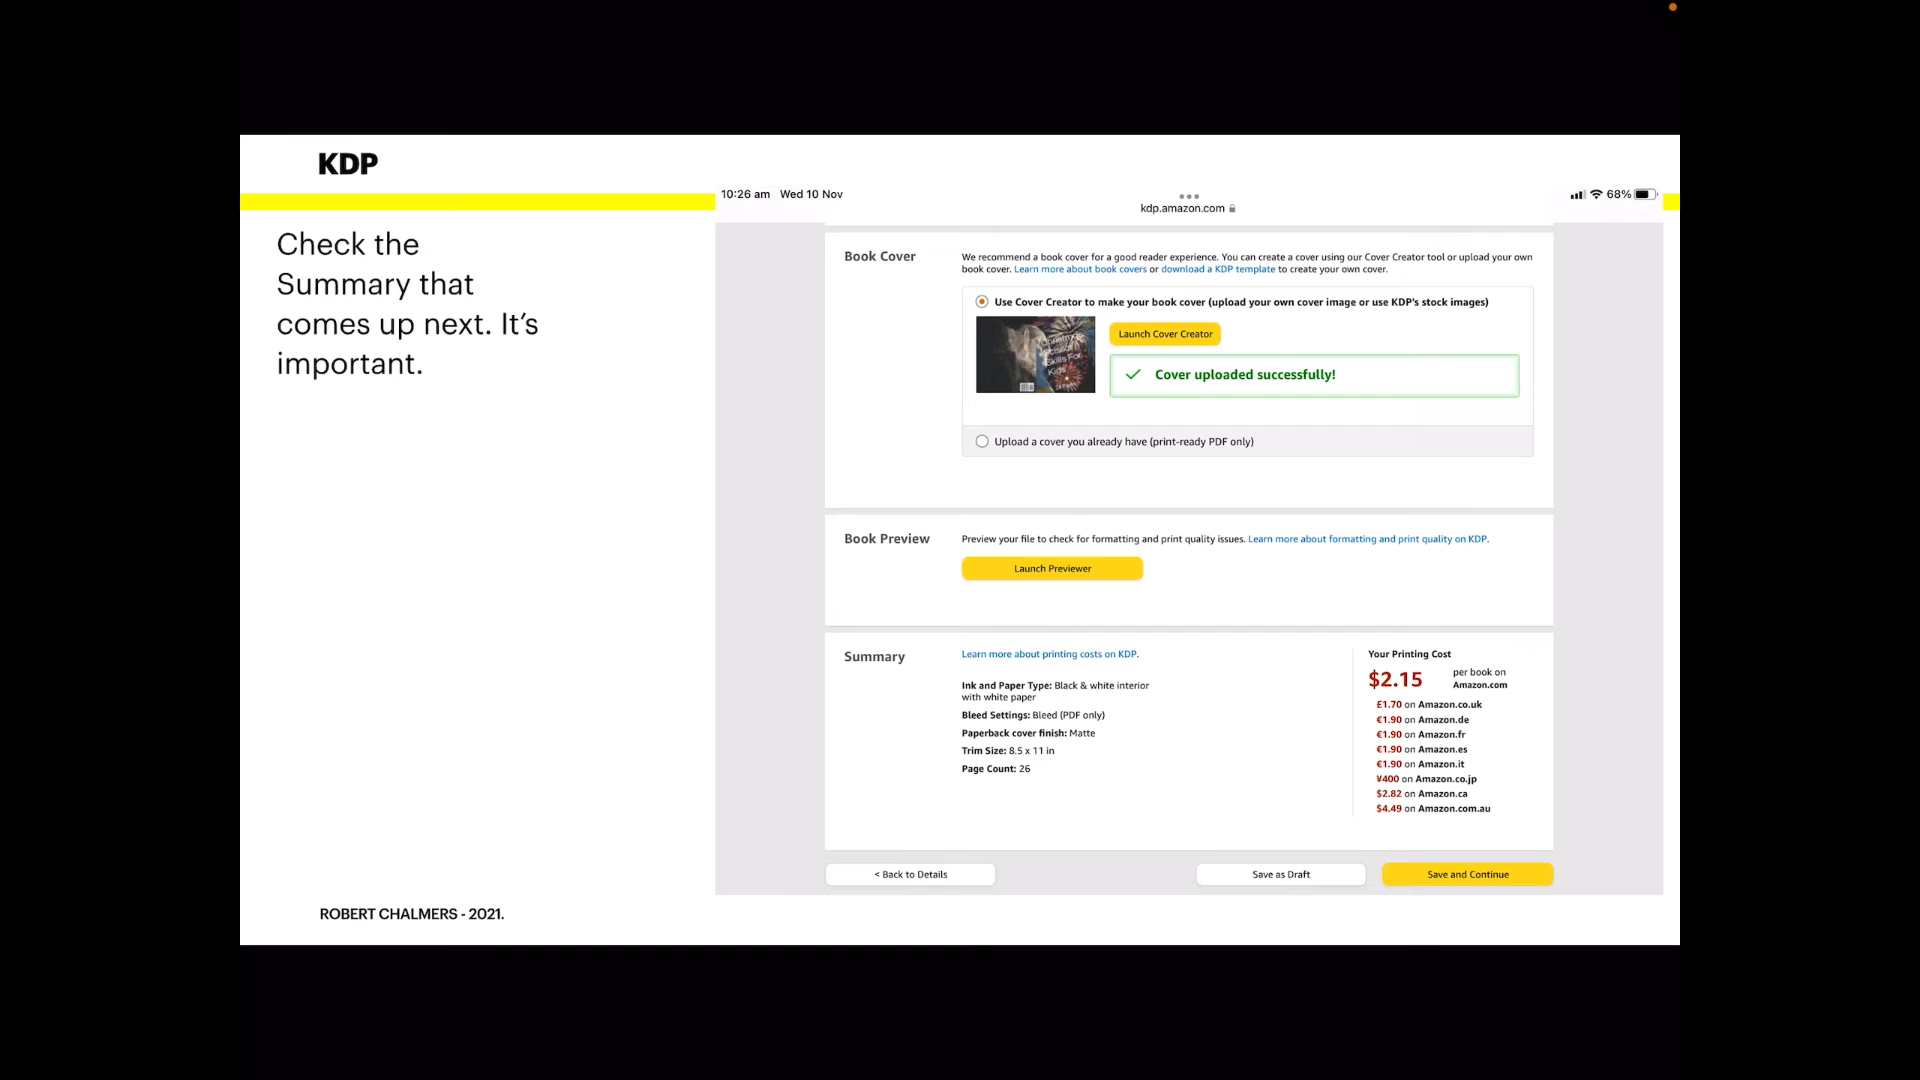 KDP
10:26 am Wed 10 Nov
68%
kdp.amazon.com
Check the
Summary that
comes up next. It’s
important.
Book Cover
We recommend a book cover for a good reader experience. You can create a cover using our Cover Creator tool or upload your own
book cover. Learn more about book covers or download a KDP template to create your own cover.
Use Cover Creator to make your book cover (upload your own cover image or use KDP's stock images)
Christmas
Scissor
Skills For
Kids
Launch Cover Creator
Cover uploaded successfully!
Upload a cover you already have (print-ready PDF only)
Book Preview
Preview your file to check for formatting and print quality issues. Learn more about formatting and print quality on KDP.
Launch Previewer
Summary
Learn more about printing costs on KDP.
Ink and Paper Type: Black & white interior
with white paper
Bleed Settings: Bleed (PDF only)
Paperback cover finish: Matte
Trim Size: 8.5 x 11 in
Page Count: 26
Your Printing Cost
$2.15 per book on
Amazon.com
£1.70 on Amazon.co.uk
€1.90 on Amazon.de
€1.90 on Amazon.fr
€1.90 on Amazon.es
€1.90 on Amazon.it
¥400 on Amazon.co.jp
$2.82 on Amazon.ca
$4.49 on Amazon.com.au
< Back to Details
Save as Draft
Save and Continue
ROBERT CHALMERS - 2021.